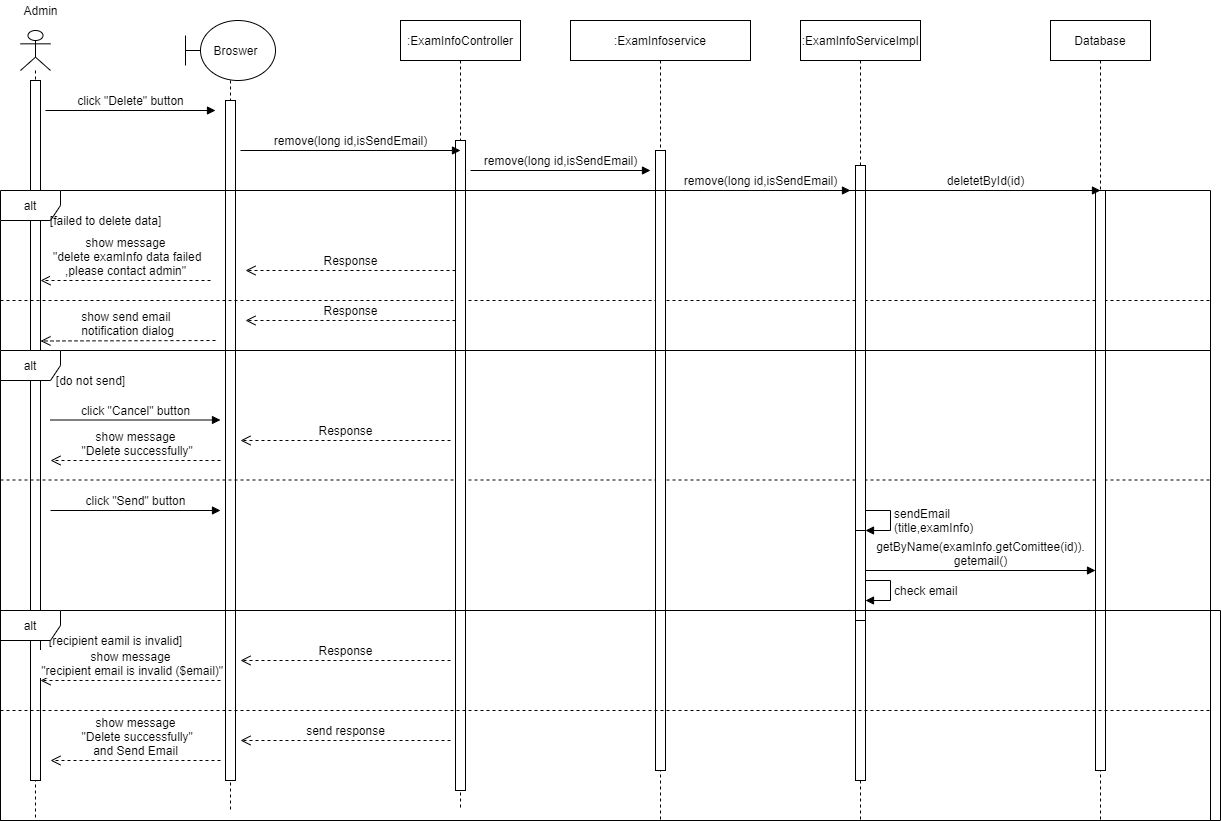 Admin
Broswer
:ExamInfoController
:ExamInfoservice
:ExamInfoServiceImpl
Database
click "Delete" button
remove(long id,isSendEmail)
remove(long id,isSendEmail)
remove(long id,isSendEmail)
deletetById(id)
alt
[failed to delete data]
show message
"delete examInfo data failed
,please contact admin"
Response
Response
show send email
notification dialog
alt
[do not send]
click "Cancel" button
Response
show message
"Delete successfully"
click "Send" button
sendEmail
(title,examInfo)
getByName(examInfo.getComittee(id)).
getemail()
check email
alt
[recipient eamil is invalid]
show message
"recipient email is invalid ($email)"
Response
show message
"Delete successfully"
and Send Email
send response